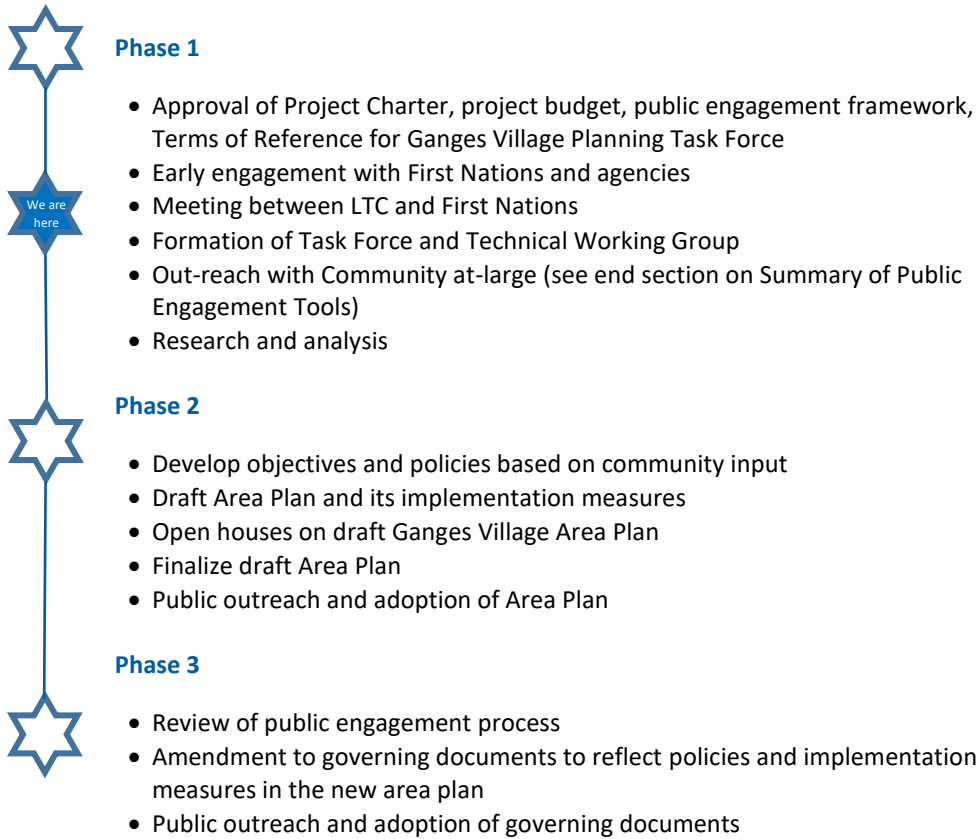 Phase 1
• Approval of Project Charter, project budget, public engagement framework,
Terms of Reference for Ganges Village Planning Task Force
• Early engagement with First Nations and agencies
We are
here
• Meeting between LTC and First Nations
• Formation of Task Force and Technical Working Group
• Out-reach with Community at-large (see end section on Summary of Public
Engagement Tools)
• Research and analysis
Phase 2
• Develop objectives and policies based on community input
• Draft Area Plan and its implementation measures
• Open houses on draft Ganges Village Area Plan
• Finalize draft Area Plan
• Public outreach and adoption of Area Plan
Phase 3
• Review of public engagement process
• Amendment to governing documents to reflect policies and implementation
measures in the new area plan
• Public outreach and adoption of governing documents